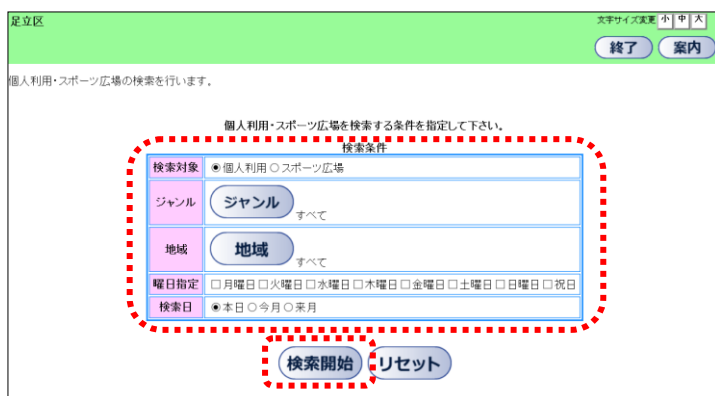 足立区
文字サイズ変更 小 中 大
終了 案内
個人利用・スポーツ広場の検索を行います．
個人利用・スポーツ広場を検索する条件を指定して下さい．
検索条件
検索対象 ◉個人利用○スポーツ広場
ジャンル ジャンル すべて
地域 地域 すべて
曜日指定 □月曜日□火曜日□水曜日□木曜日□金曜日□土曜日□日曜日□祝日
検索日 ◉本日○今月○来月
検索開始 リセット